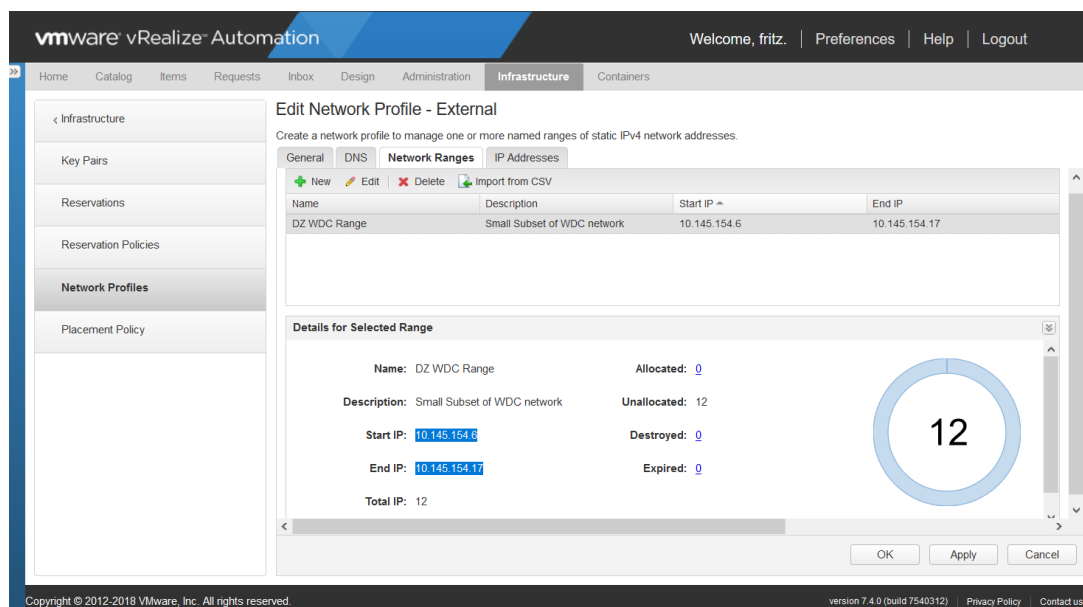 vmware® vRealize™ Automation
Welcome, fritz. | Preferences | Help | Logout
Home Catalog Items Requests Inbox Design Administration Infrastructure Containers
< Infrastructure
Key Pairs
Reservations
Reservation Policies
Network Profiles
Placement Policy
Edit Network Profile - External
Create a network profile to manage one or more named ranges of static IPv4 network addresses.
General DNS Network Ranges IP Addresses
New Edit Delete Import from CSV
Name Description Start IP End IP
DZ WDC Range Small Subset of WDC network 10.145.154.6 10.145.154.17
Details for Selected Range
Name: DZ WDC Range Allocated: 0
Description: Small Subset of WDC network Unallocated: 12
Start IP: 10.145.154.6 Destroyed: 0
End IP: 10.145.154.17 Expired: 0
Total IP: 12
12
OK Apply Cancel
Copyright © 2012-2018 VMware, Inc. All rights reserved. version 7.4.0 (build 7540312) | Privacy Policy | Contact us